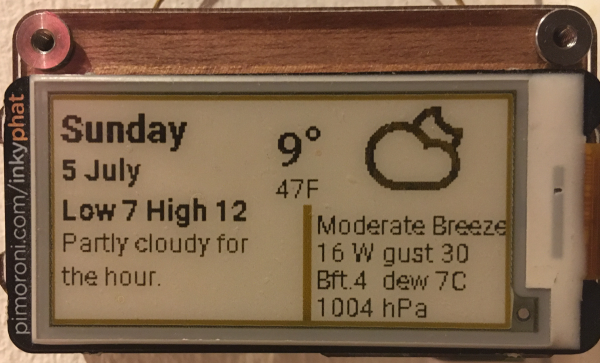 pimoroni.com/inkyphat
Sunday
5 July
Low 7 High 12
Partly cloudy for
the hour.
9°
47F
Moderate Breeze
16 W gust 30
Bft.4 dew 7C
1004 hPa